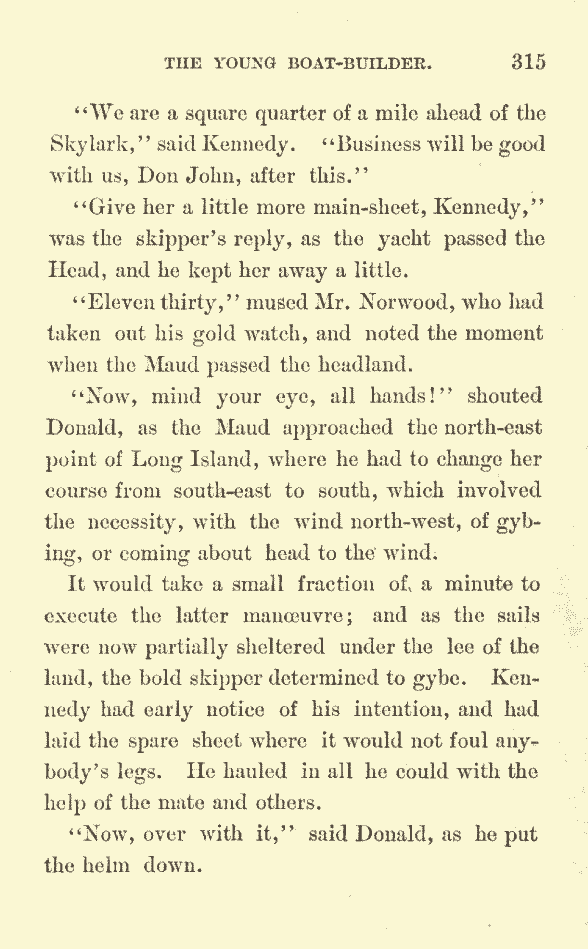 THE YOUNG BOAT-BUILDER. 315
"We are a square quarter of a mile ahead of the
Skylark," said Kennedy. "Business will be good
with us, Don John, after this."
"Give her a little more main-sheet, Kennedy,"
was the skipper's reply, as the yacht passed the
Head, and he kept her away a little.
"Eleven thirty," mused Mr. Norwood, who had
taken out his gold watch, and noted the moment
when the Maud passed the headland.
"Now, mind your eye, all hands!" shouted
Donald, as the Maud approached the north-east
point of Long Island, where he had to change her
course from south-east to south, which involved
the necessity, with the wind north-west, of gyb-
ing, or coming about head to the wind.
It would take a small fraction of a minute to
execute the latter manœuvre; and as the sails
were now partially sheltered under the lee of the
land, the bold skipper determined to gybe. Ken-
nedy had early notice of his intention, and had
laid the spare sheet where it would not foul any-
body's legs. He hauled in all he could with the
help of the mate and others.
"Now, over with it," said Donald, as he put
the helm down.